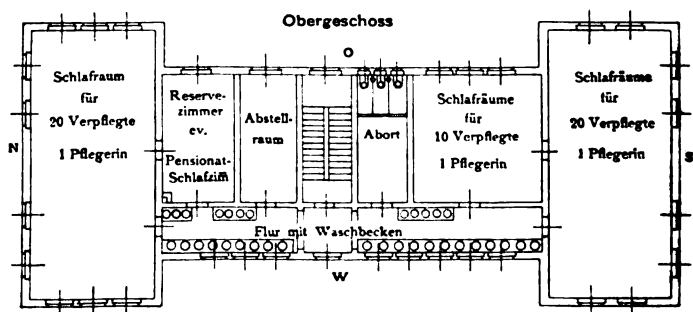 Obergeschoss
O
N
Schlafraum
für
20 Verpflegte
1 Pflegerin
Reserve-
zimmer
ev.
Pensionat-
Schlafzim
Abstell-
raum
Abort
Schlafräume
für
10 Verpflegte
1 Pflegerin
Schlafräume
für
20 Verpflegte
1 Pflegerin
S
Flur mit Waschbecken
W